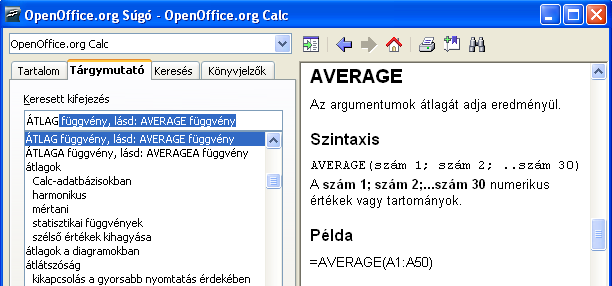 OpenOffice.org Súgó - OpenOffice.org Calc
OpenOffice.org Calc
Tartalom
Tárgymutató
Keresés
Könyvjelzők
Keresett kifejezés
ÁTLAG függvény, lásd: AVERAGE függvény
ÁTLAG függvény, lásd: AVERAGE függvény
ÁTLAGA függvény, lásd: AVERAGEA függvény
átlagok
Calc-adatbázisokban
harmonikus
mértani
statisztikai függvények
szélső értékek kihagyása
átlagok a diagramokban
átlátszóság
kikapcsolás a gyorsabb nyomtatás érdekében
AVERAGE
Az argumentumok átlagát adja eredményül.
Szintaxis
AVERAGE(szám 1; szám 2; ..szám 30)
A szám 1; szám 2;...szám 30 numerikus
értékek vagy tartományok.
Példa
=AVERAGE(A1:A50)